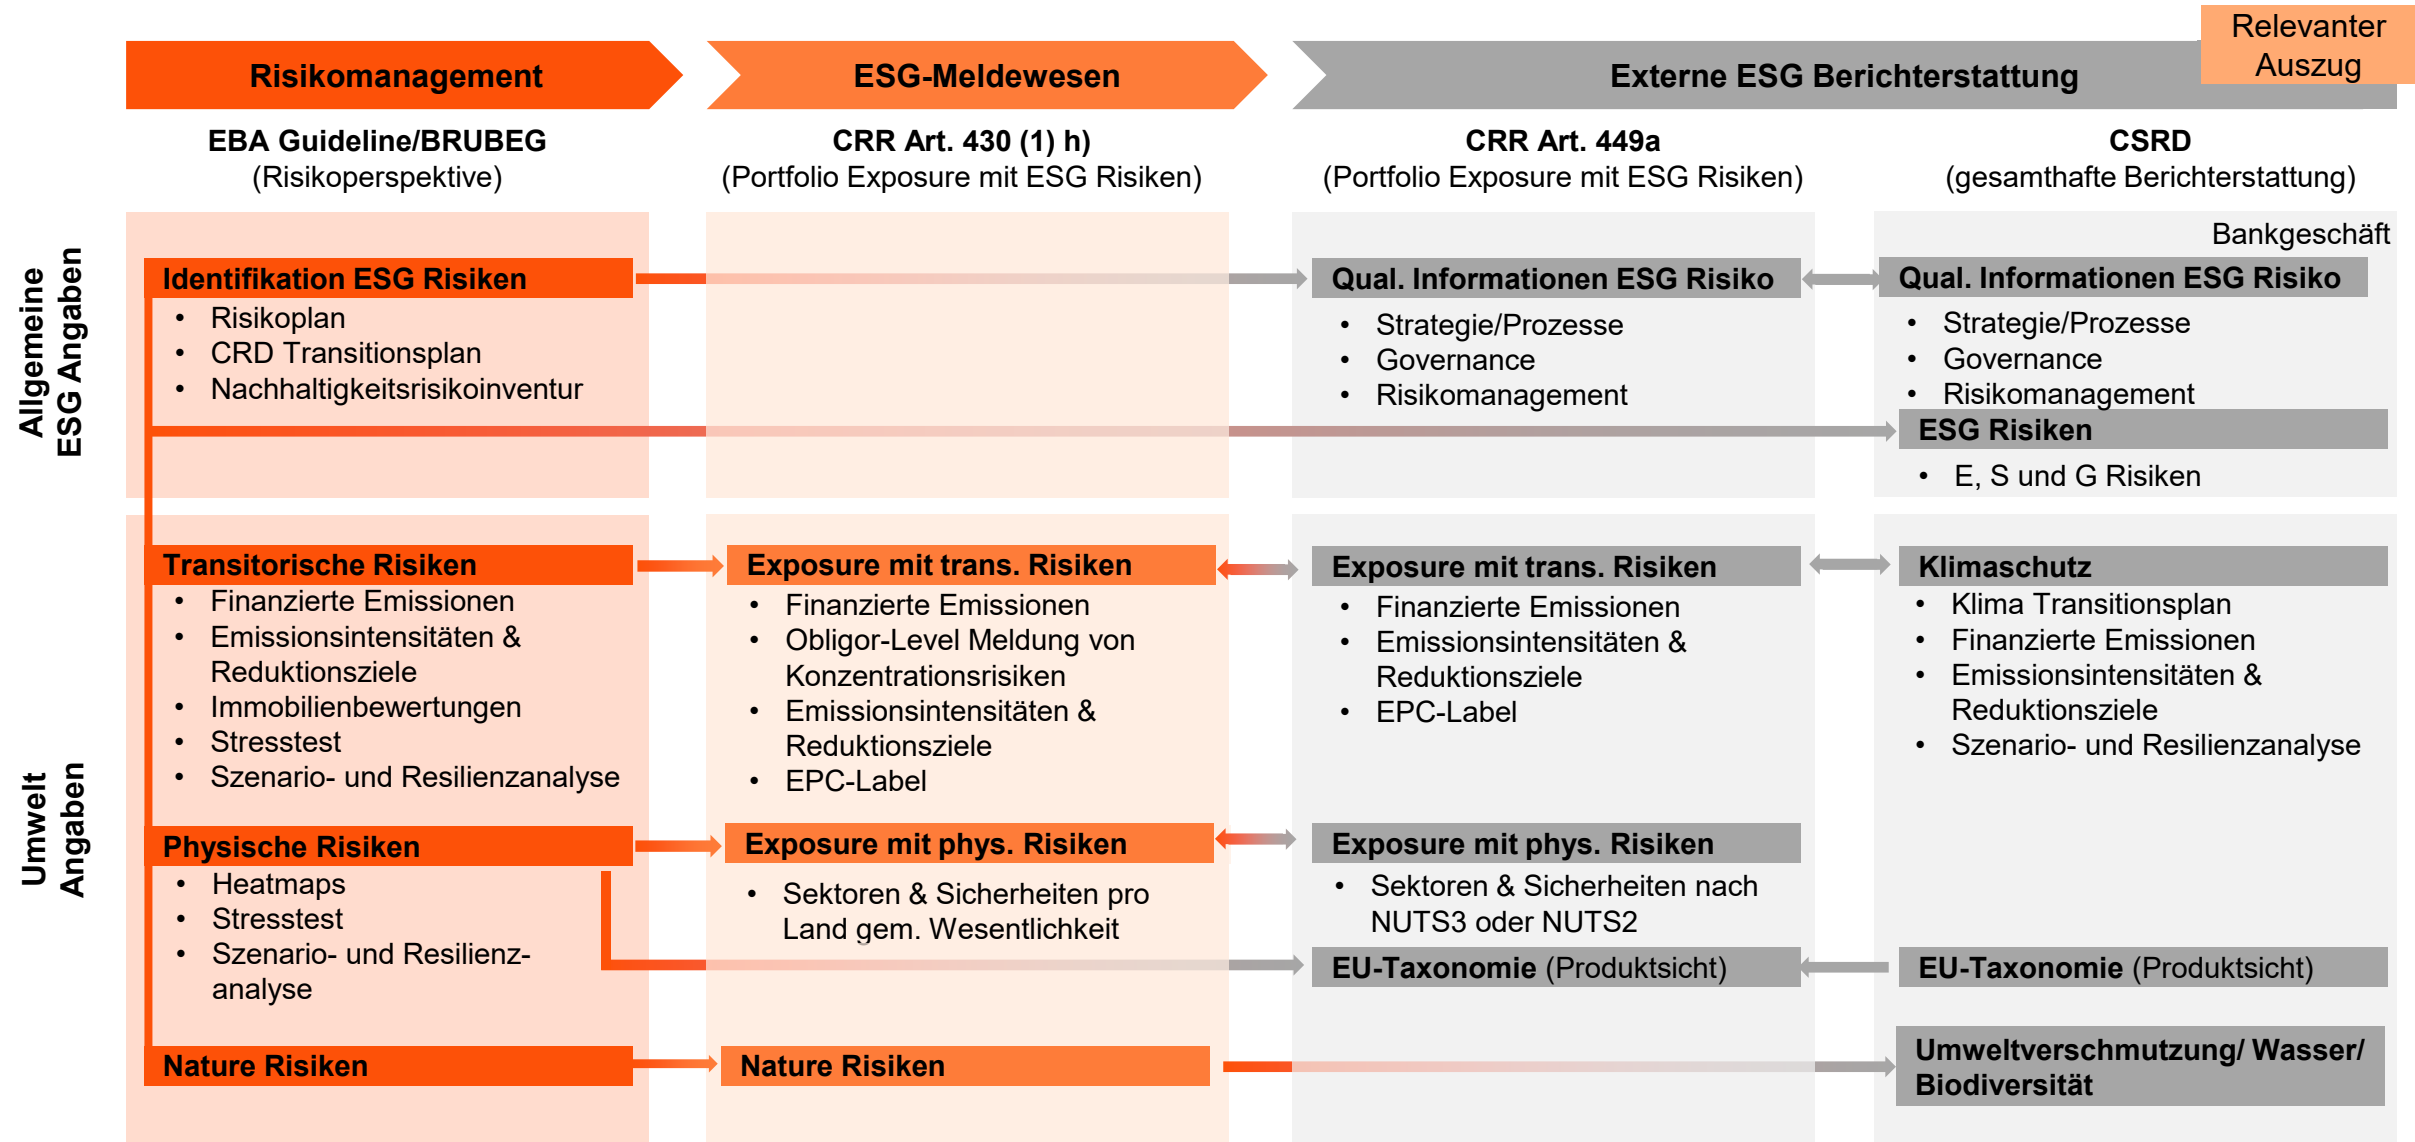 Relevanter
Auszug
Risikomanagement
ESG-Meldewesen
Externe ESG Berichterstattung
EBA Guideline/BRUBEG
(Risikoperspektive)
CRR Art. 430 (1) h)
(Portfolio Exposure mit ESG Risiken)
CRR Art. 449a
(Portfolio Exposure mit ESG Risiken)
CSRD
(gesamthafte Berichterstattung)
Allgemeine
ESG Angaben
Identifikation ESG Risiken
• Risikoplan
• CRD Transitionsplan
• Nachhaltigkeitsrisikoinventur
Qual. Informationen ESG Risiko
• Strategie/Prozesse
• Governance
• Risikomanagement
Bankgeschäft
Qual. Informationen ESG Risiko
• Strategie/Prozesse
• Governance
• Risikomanagement
ESG Risiken
• E, S und G Risiken
Umwelt
Angaben
Transitorische Risiken
• Finanzierte Emissionen
• Emissionsintensitäten &
Reduktionsziele
• Immobilienbewertungen
• Stresstest
• Szenario- und Resilienzanalyse
Physische Risiken
• Heatmaps
• Stresstest
• Szenario- und Resilienz-
analyse
Nature Risiken
Exposure mit trans. Risiken
• Finanzierte Emissionen
• Obligor-Level Meldung von
Konzentrationsrisiken
• Emissionsintensitäten &
Reduktionsziele
• EPC-Label
Exposure mit phys. Risiken
• Sektoren & Sicherheiten pro
Land gem. Wesentlichkeit
Nature Risiken
Exposure mit trans. Risiken
• Finanzierte Emissionen
• Emissionsintensitäten &
Reduktionsziele
• EPC-Label
Exposure mit phys. Risiken
• Sektoren & Sicherheiten nach
NUTS3 oder NUTS2
EU-Taxonomie (Produktsicht)
Klimaschutz
• Klima Transitionsplan
• Finanzierte Emissionen
• Emissionsintensitäten &
Reduktionsziele
• Szenario- und Resilienzanalyse
EU-Taxonomie (Produktsicht)
Umweltverschmutzung/ Wasser/
Biodiversität